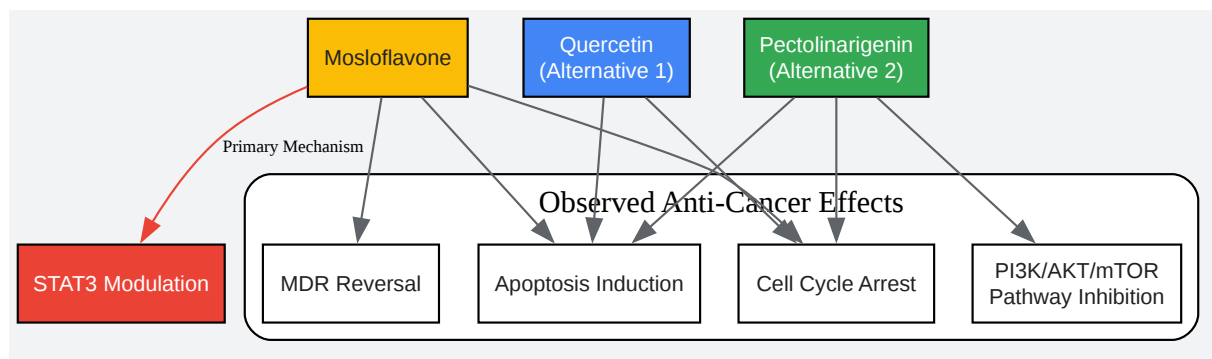 Mosloflavone
Quercetin
(Alternative 1)
Pectolinarigenin
(Alternative 2)
Primary Mechanism
Observed Anti-Cancer Effects
STAT3 Modulation
MDR Reversal
Apoptosis Induction
Cell Cycle Arrest
PI3K/AKT/mTOR
Pathway Inhibition